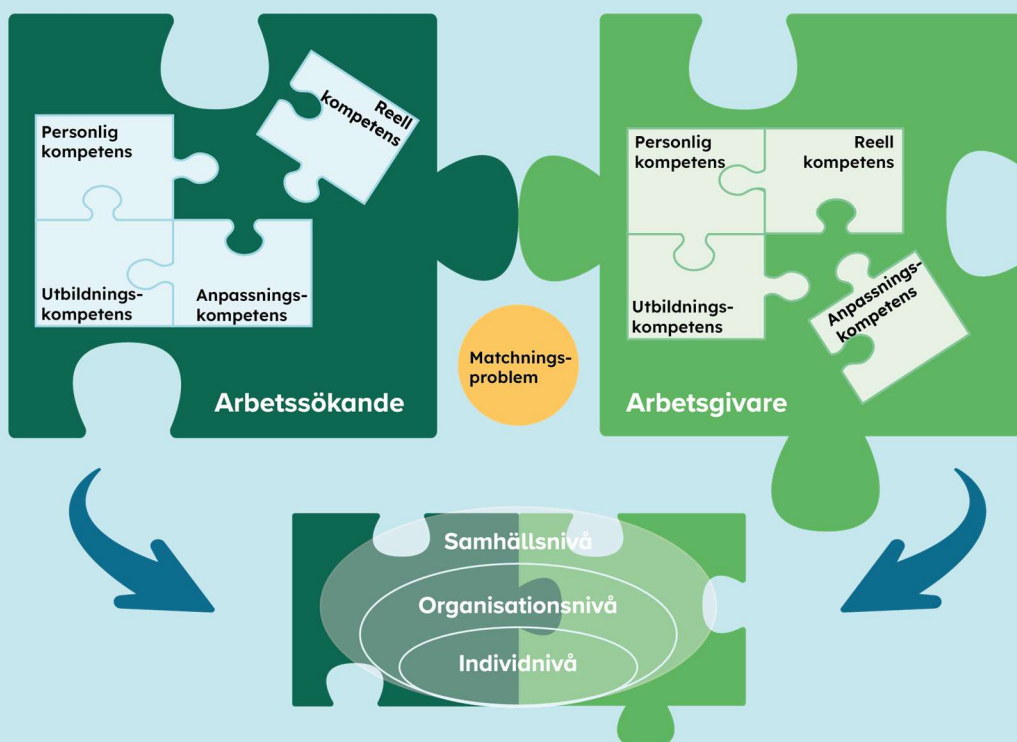 Personlig
kompetens
Reell
kompetens
Utbildnings-
kompetens
Anpassnings-
kompetens
Arbetssökande
Matchnings-
problem
Personlig
kompetens
Reell
kompetens
Utbildnings-
kompetens
Anpassnings-
kompetens
Arbetsgivare
Samhällsnivå
Organisationsnivå
Individnivå